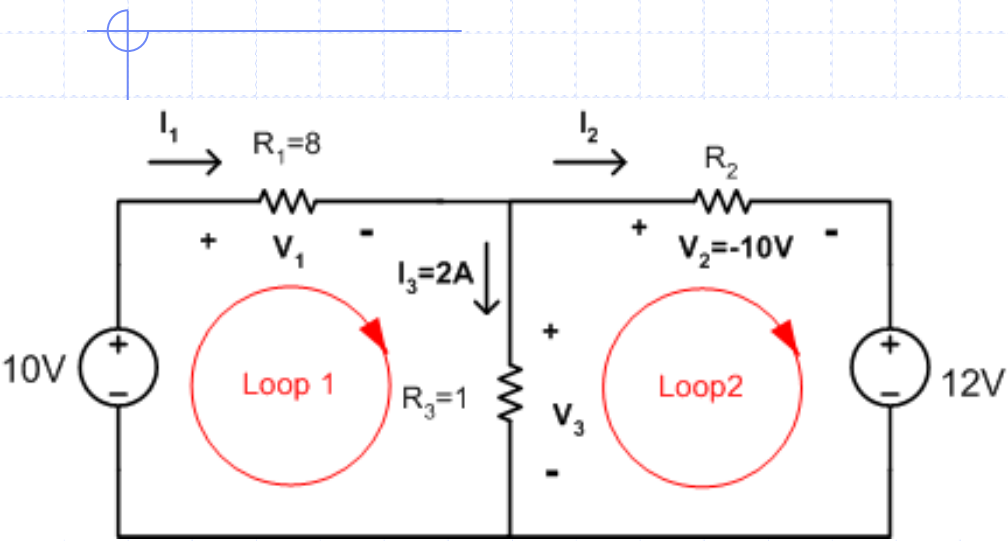 I₁
R₁=8
I₂
R₂
+ V₁ -
+ V₂=-10V -
I₃=2A
10V
+
−
Loop 1
R₃=1
+
V₃
-
Loop2
+
−
12V